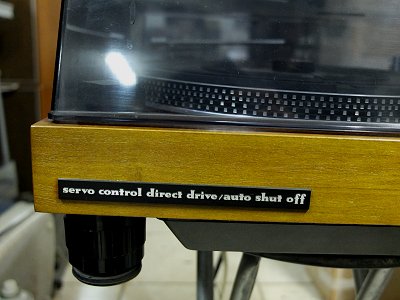 servo control direct drive/auto shut off